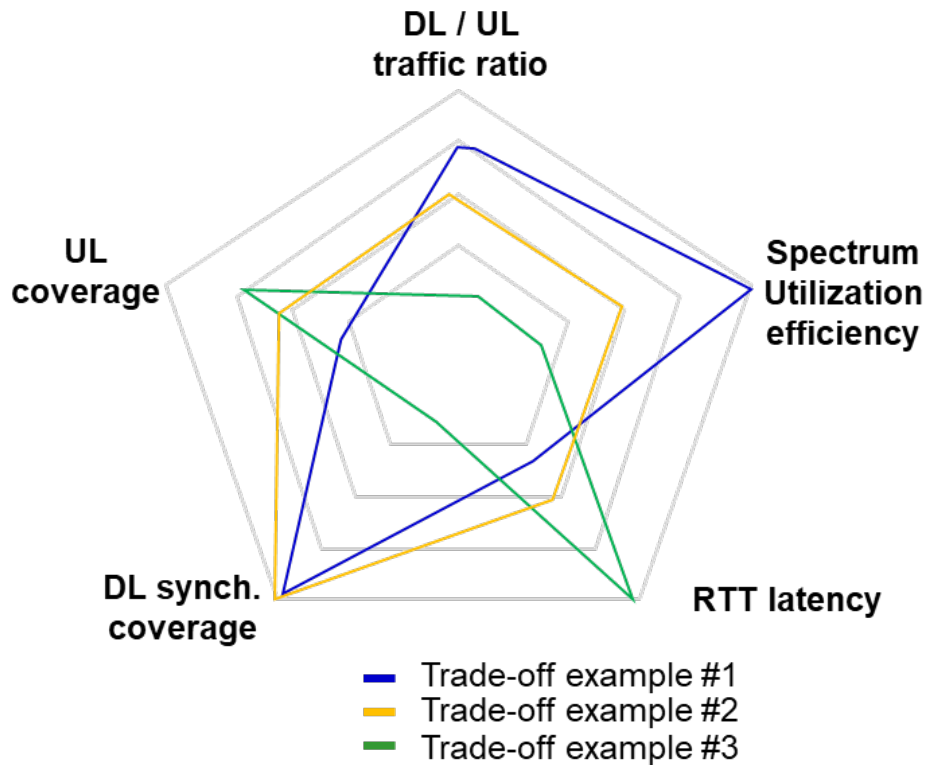 DL / UL
traffic ratio
UL
coverage
Spectrum
Utilization
efficiency
DL synch.
coverage
RTT latency
Trade-off example #1
Trade-off example #2
Trade-off example #3